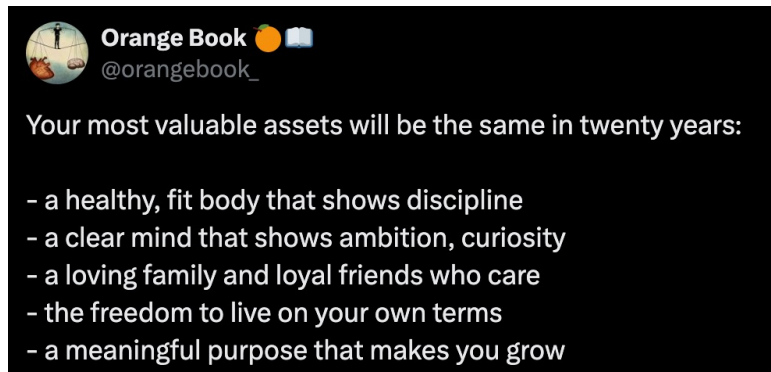 Orange Book 🍊📖
@orangebook_
Your most valuable assets will be the same in twenty years:
- a healthy, fit body that shows discipline
- a clear mind that shows ambition, curiosity
- a loving family and loyal friends who care
- the freedom to live on your own terms
- a meaningful purpose that makes you grow